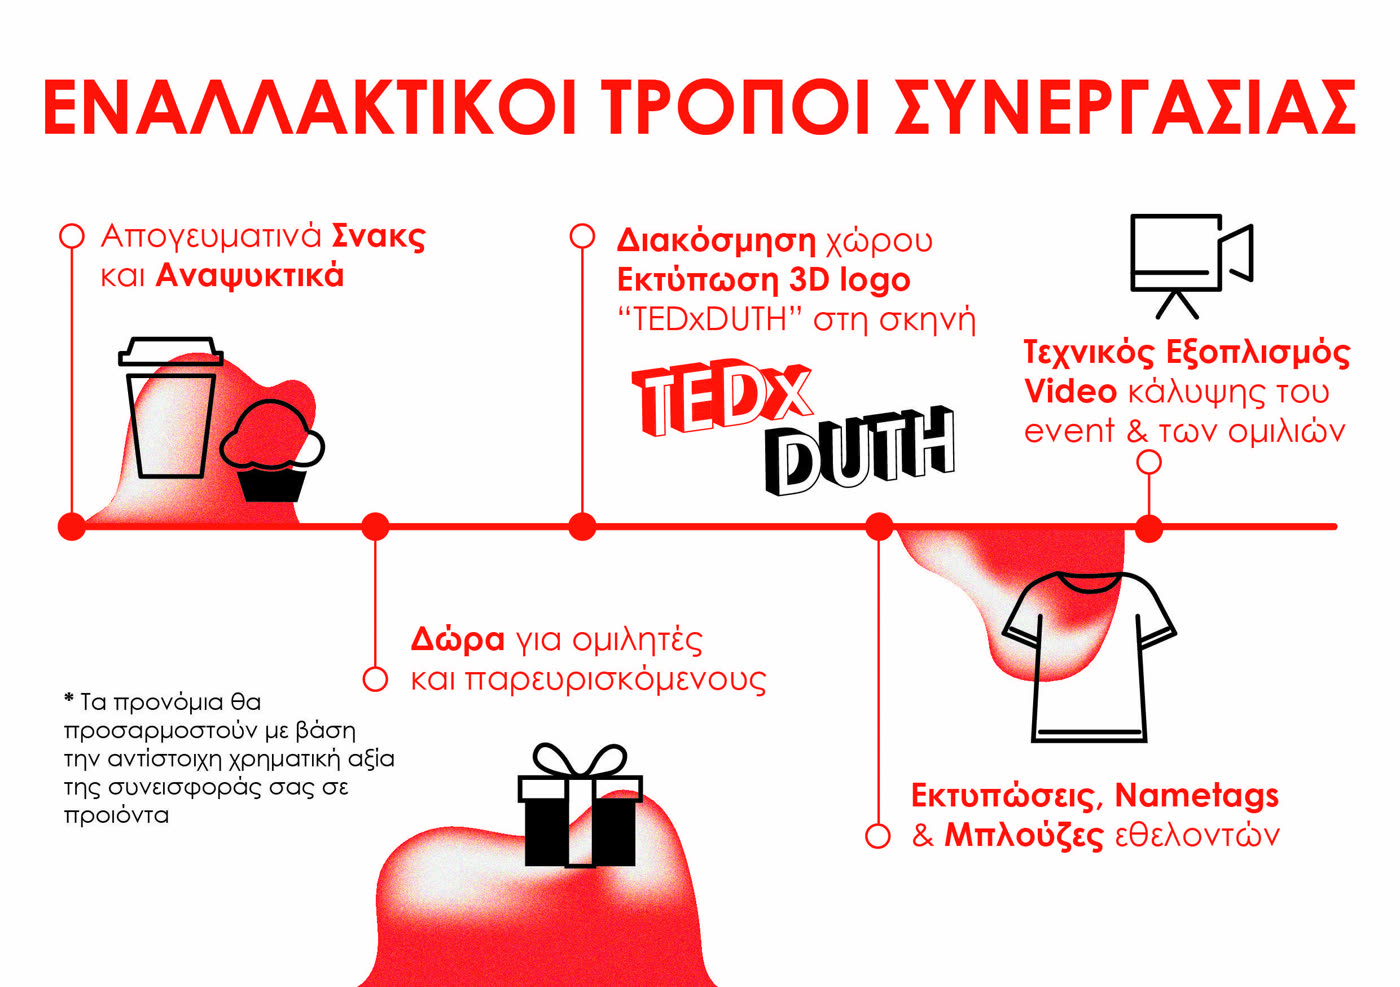 ΕΝΑΛΛΑΚΤΙΚΟΙ ΤΡΟΠΟΙ ΣΥΝΕΡΓΑΣΙΑΣ
Απογευματινά Σνακς
και Αναψυκτικά
Διακόσμηση χώρου
Εκτύπωση 3D logo
“TEDxDUTH” στη σκηνή
TEDx
DUTH
Τεχνικός Εξοπλισμός
Video κάλυψης του
event & των ομιλιών
Δώρα για ομιλητές
και παρευρισκόμενους
* Τα προνόμια θα
προσαρμοστούν με βάση
την αντίστοιχη χρηματική αξία
της συνεισφοράς σας σε
προιόντα
Εκτυπώσεις, Nametags
& Μπλούζες εθελοντών